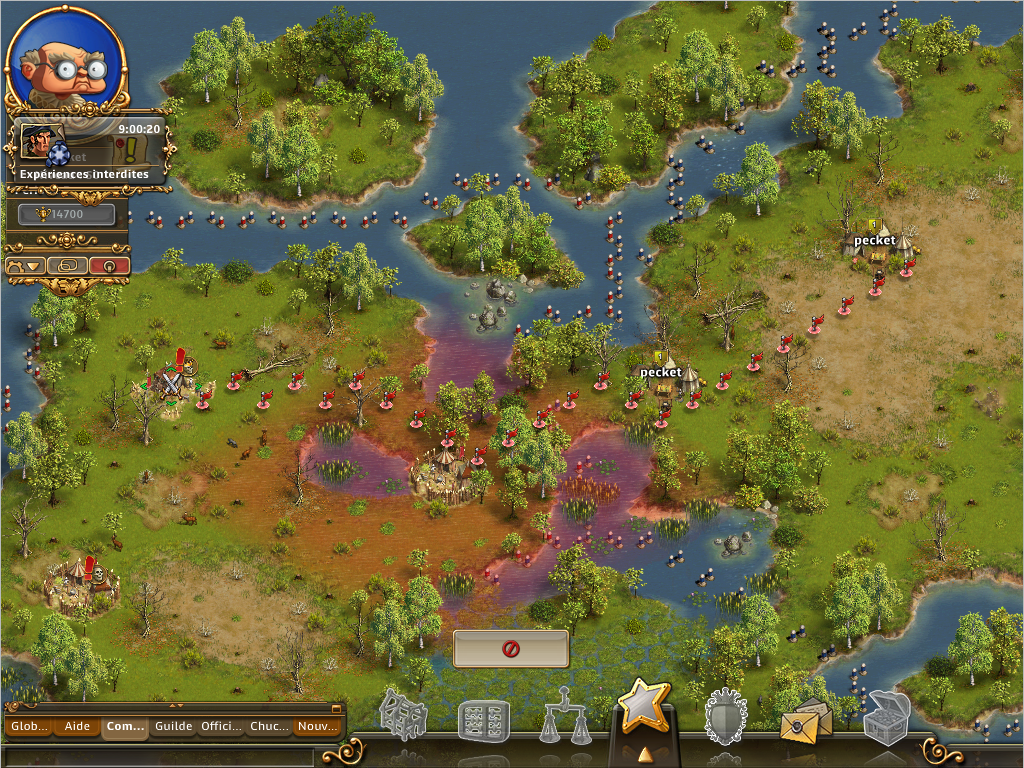 9:00:20
Expériences interdites
14700
pecket
pecket
Glob...
Aide
Com...
Guilde
Offici...
Chuc...
Nouv...